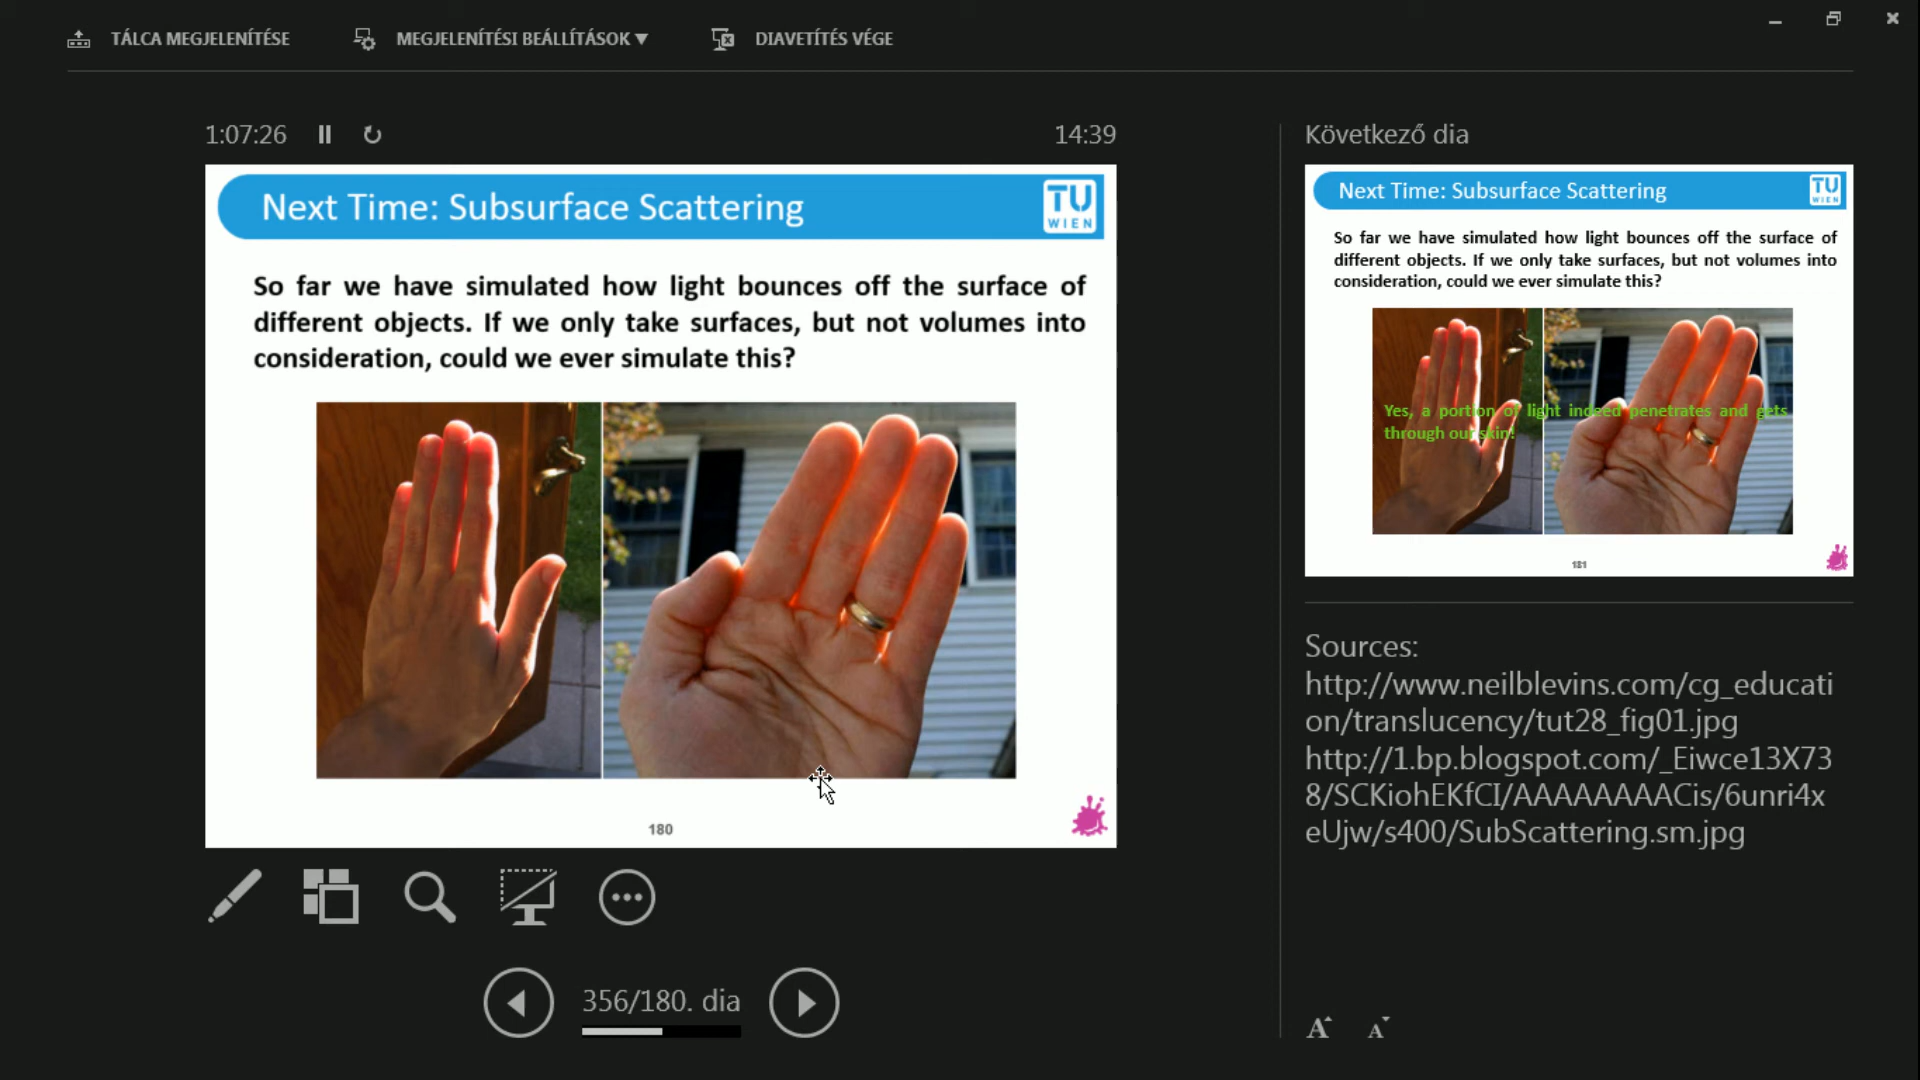 TÁLCA MEGJELENÍTÉSE
MEGJELENÍTÉSI BEÁLLÍTÁSOK
DIAVETÍTÉS VÉGE
1:07:26
14:39
Next Time: Subsurface Scattering
TU
WIEN
So far we have simulated how light bounces off the surface of
different objects. If we only take surfaces, but not volumes into
consideration, could we ever simulate this?
180
356/180. dia
Következő dia
Next Time: Subsurface Scattering
TU
WIEN
So far we have simulated how light bounces off the surface of
different objects. If we only take surfaces, but not volumes into
consideration, could we ever simulate this?
Yes, a portion of light indeed penetrates and gets
through our skin!
181
Sources:
http://www.neilblevins.com/cg_educati
on/translucency/tut28_fig01.jpg
http://1.bp.blogspot.com/_Eiwce13X73
8/SCKiohEKfCI/AAAAAAAACis/6unri4x
eUjw/s400/SubScattering.sm.jpg
A A